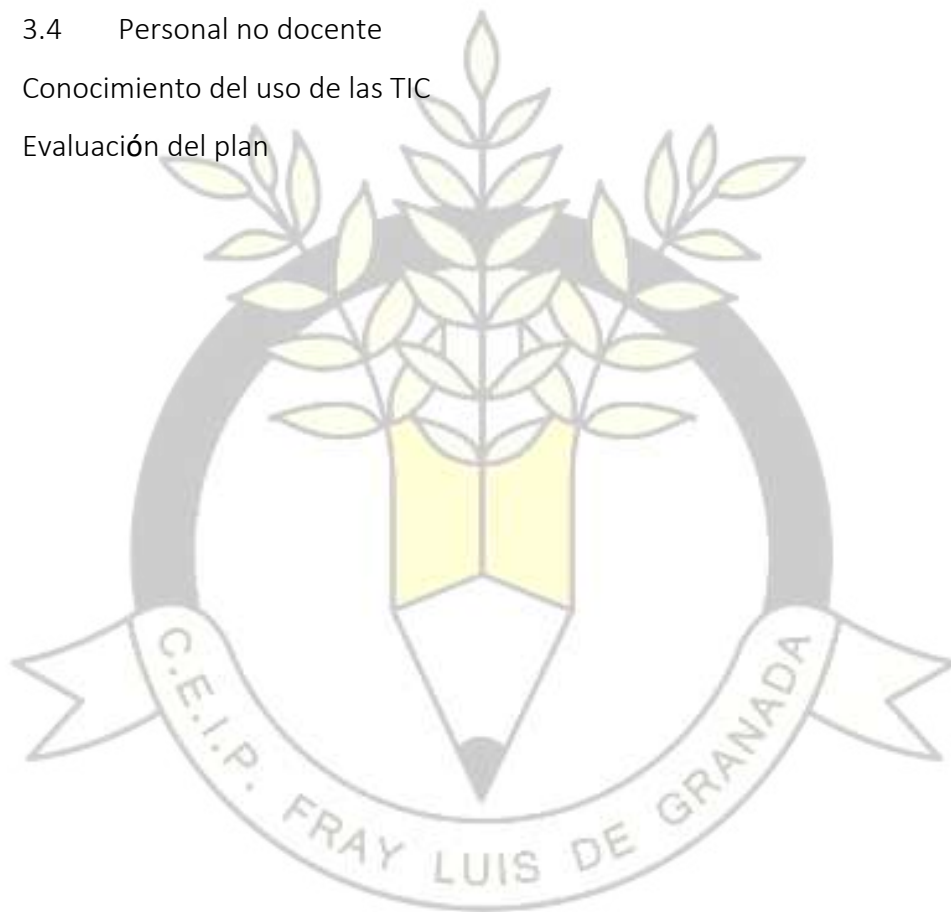 3.4 Personal no docente
Conocimiento del uso de las TIC
Evaluación del plan
C.E.I.P. FRAY LUIS DE GRANADA